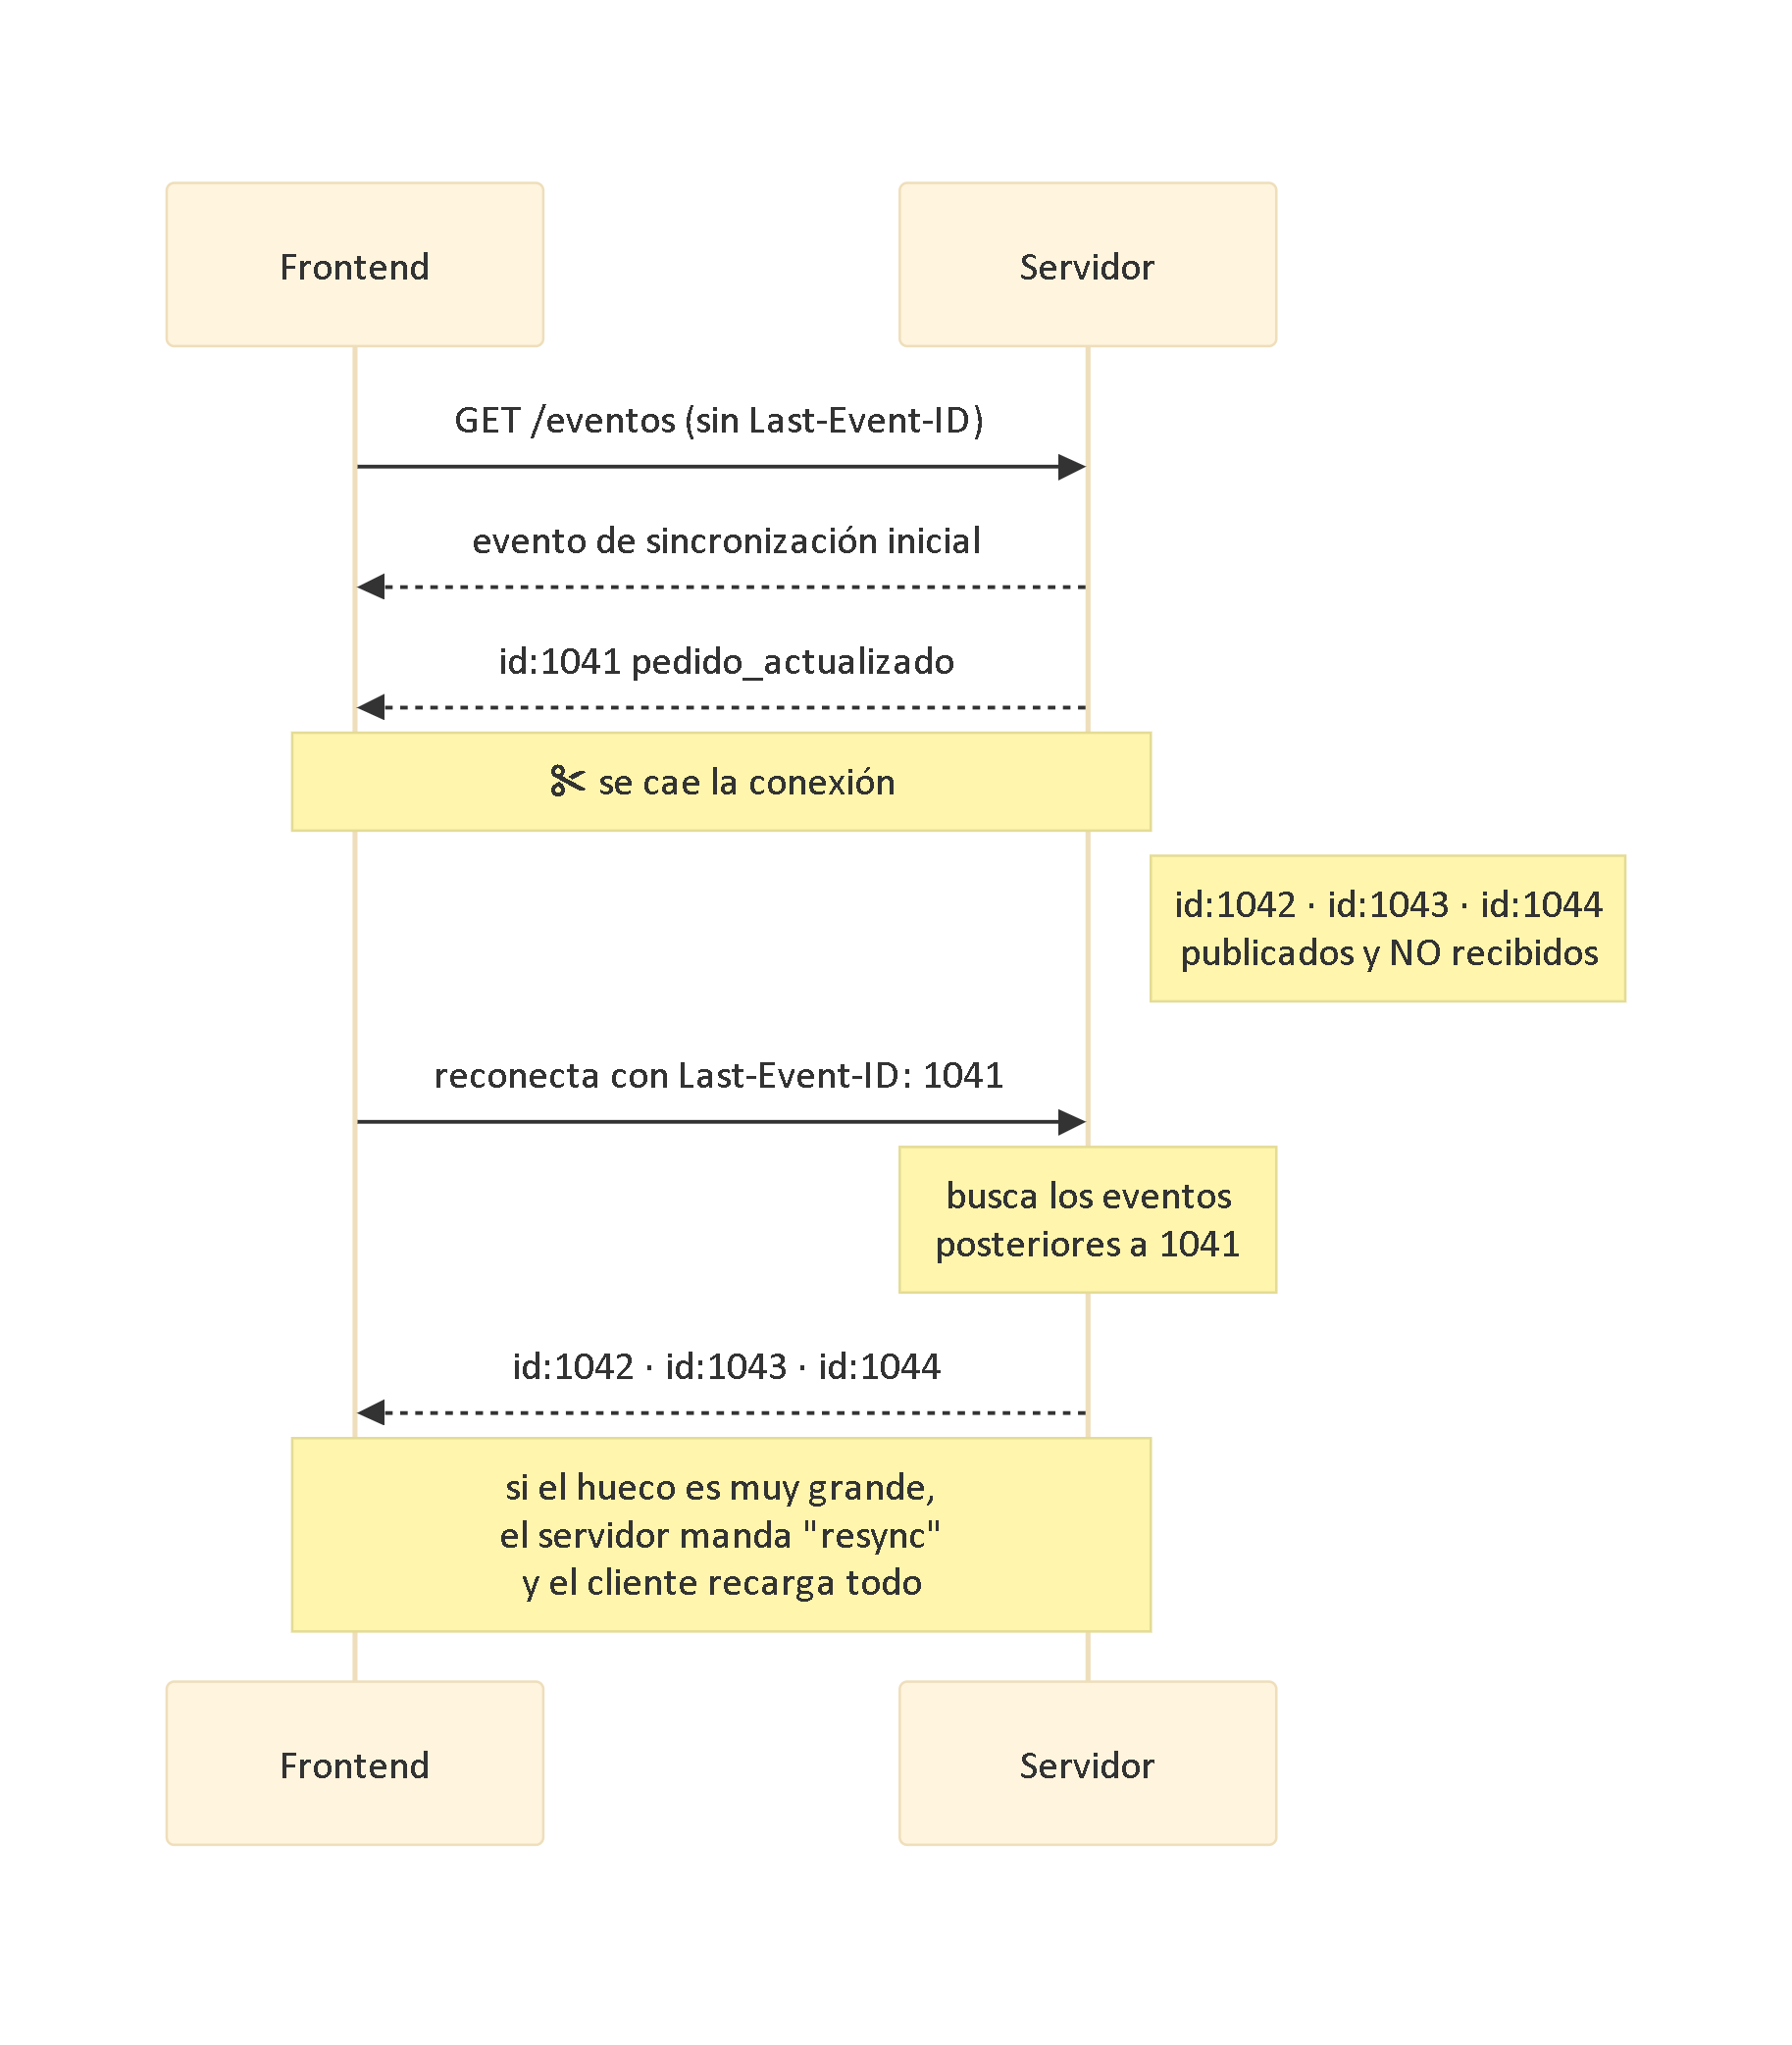 Frontend
Servidor
GET /eventos (sin Last-Event-ID)
evento de sincronización inicial
id:1041 pedido_actualizado
✂ se cae la conexión
id:1042 · id:1043 · id:1044
publicados y NO recibidos
reconecta con Last-Event-ID: 1041
busca los eventos
posteriores a 1041
id:1042 · id:1043 · id:1044
si el hueco es muy grande,
el servidor manda "resync"
y el cliente recarga todo
Frontend
Servidor